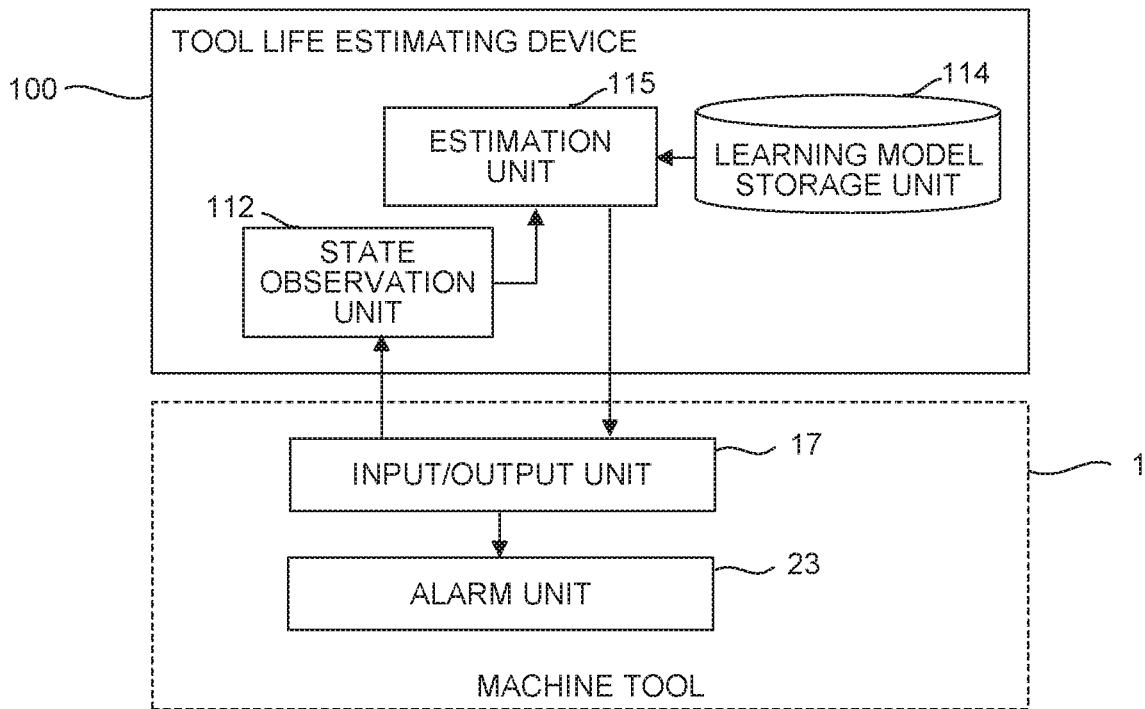 TOOL LIFE ESTIMATING DEVICE
100
115
114
ESTIMATION
UNIT
LEARNING MODEL
STORAGE UNIT
112
STATE
OBSERVATION
UNIT
17
INPUT/OUTPUT UNIT
1
23
ALARM UNIT
MACHINE TOOL